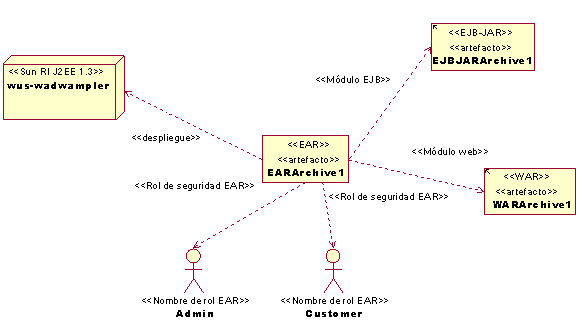 <<EJB-JAR>>
<<artefacto>>
EJBJARArchive1
<<Sun RI J2EE 1.3>>
wus-wadwampler
<<Módulo EJB>>
<<despliegue>>
<<EAR>>
<<artefacto>>
EARArchive1
<<Módulo web>>
<<WAR>>
<<artefacto>>
WARArchive1
<<Rol de seguridad EAR>>
<<Rol de seguridad EAR>>
<<Nombre de rol EAR>>
Admin
<<Nombre de rol EAR>>
Customer